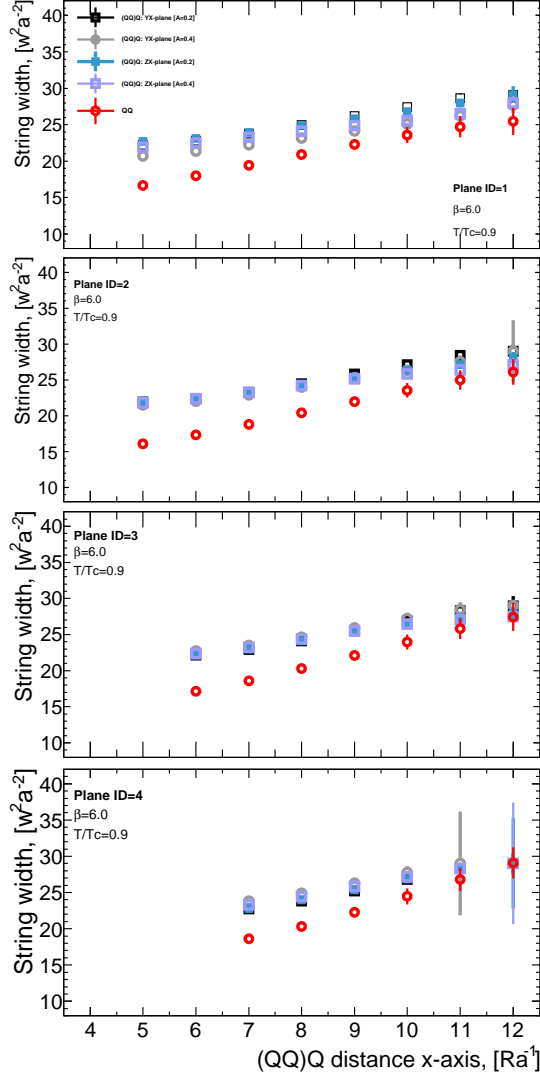 40
35
30
25
20
15
10
String width, [w²a⁻²]
(QQ)Q: YX-plane [A=0.2]
(QQ)Q: YX-plane [A=0.4]
(QQ)Q: ZX-plane [A=0.2]
(QQ)Q: ZX-plane [A=0.4]
QQ
Plane ID=1
β=6.0
T/Tc=0.9
40
35
30
25
20
15
10
String width, [w²a⁻²]
Plane ID=2
β=6.0
T/Tc=0.9
40
35
30
25
20
15
10
String width, [w²a⁻²]
Plane ID=3
β=6.0
T/Tc=0.9
40
35
30
25
20
15
10
String width, [w²a⁻²]
Plane ID=4
β=6.0
T/Tc=0.9
4 5 6 7 8 9 10 11 12
(QQ)Q distance x-axis, [Ra⁻¹]